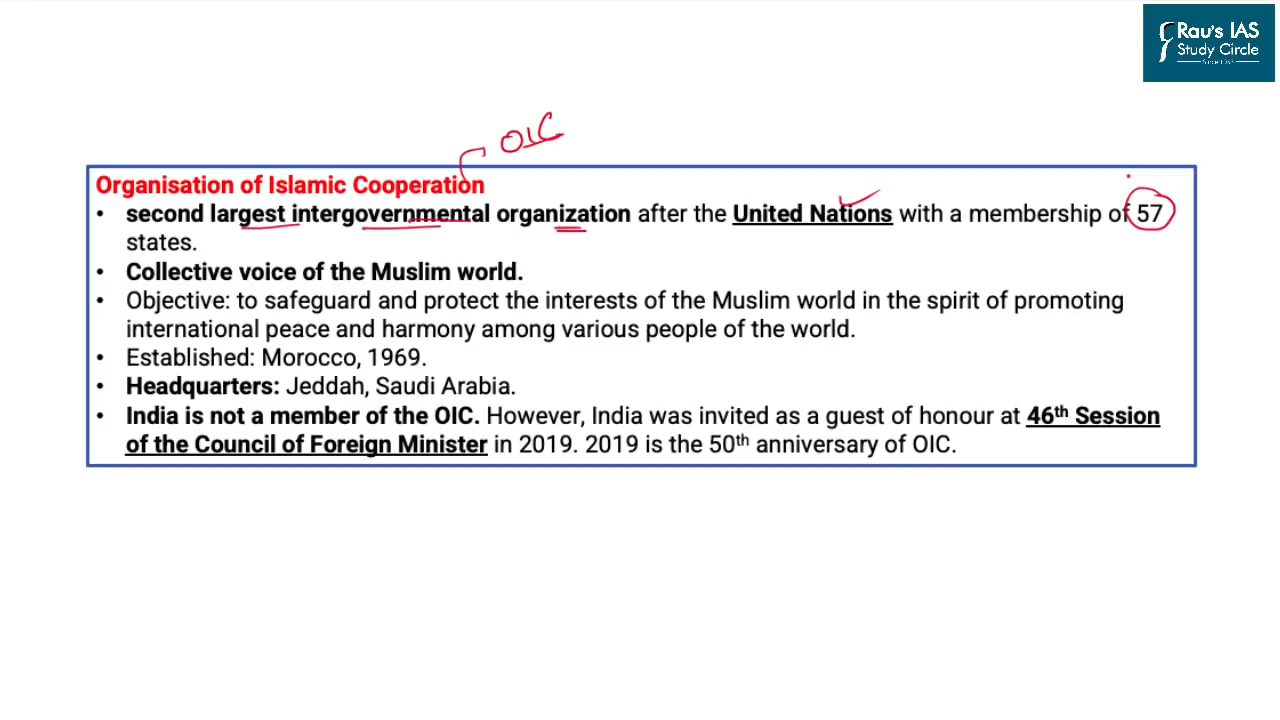 Rau's IAS
Study Circle
OIC
Organisation of Islamic Cooperation
• second largest intergovernmental organization after the United Nations with a membership of 57
states.
• Collective voice of the Muslim world.
• Objective: to safeguard and protect the interests of the Muslim world in the spirit of promoting
international peace and harmony among various people of the world.
• Established: Morocco, 1969.
• Headquarters: Jeddah, Saudi Arabia.
• India is not a member of the OIC. However, India was invited as a guest of honour at 46th Session
of the Council of Foreign Minister in 2019. 2019 is the 50th anniversary of OIC.